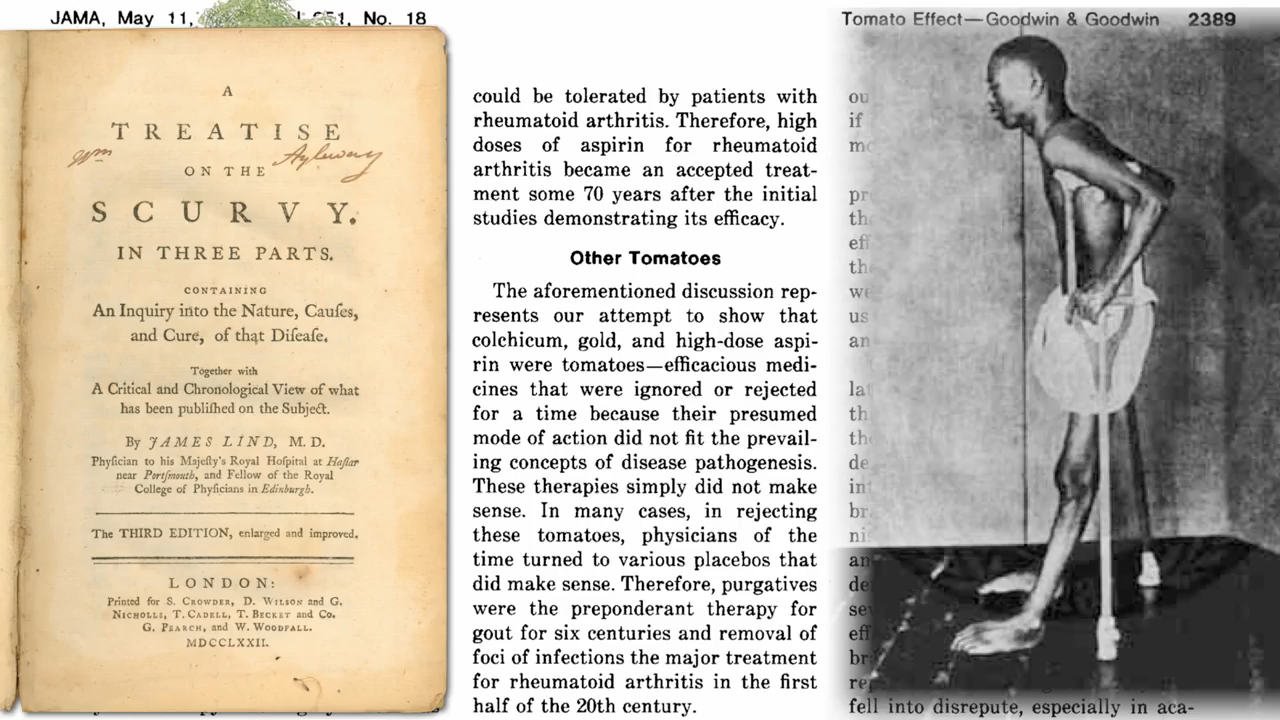 JAMA, May 11,
No. 18
A
TREATISE
Wm
ON THE
SCURVY.
IN THREE PARTS.
CONTAINING
An Inquiry into the Nature, Cauſes,
and Cure, of that Diſeaſe.
Together with
A Critical and Chronological View of what
has been publiſhed on the Subject.
By JAMES LIND, M. D.
Phyſician to his Majeſty's Royal Hoſpital at Haſlar
near Portſmouth, and Fellow of the Royal
College of Phyſicians in Edinburgh.
The THIRD EDITION, enlarged and improved.
LONDON:
Printed for S. CROWDER, D. WILSON and G.
NICHOLLS, T. CADELL, T. BECKET and Co.
G. PEARCH, and W. WOODFALL.
MDCCLXXII.
could be tolerated by patients with
rheumatoid arthritis. Therefore, high
doses of aspirin for rheumatoid
arthritis became an accepted treat-
ment some 70 years after the initial
studies demonstrating its efficacy.
Other Tomatoes
The aforementioned discussion rep-
resents our attempt to show that
colchicum, gold, and high-dose aspi-
rin were tomatoes—efficacious medi-
cines that were ignored or rejected
for a time because their presumed
mode of action did not fit the prevail-
ing concepts of disease pathogenesis.
These therapies simply did not make
sense. In many cases, in rejecting
these tomatoes, physicians of the
time turned to various placebos that
did make sense. Therefore, purgatives
were the preponderant therapy for
gout for six centuries and removal of
foci of infections the major treatment
for rheumatoid arthritis in the first
half of the 20th century.
Tomato Effect—Goodwin & Goodwin 2389
fell into disrepute, especially in aca-